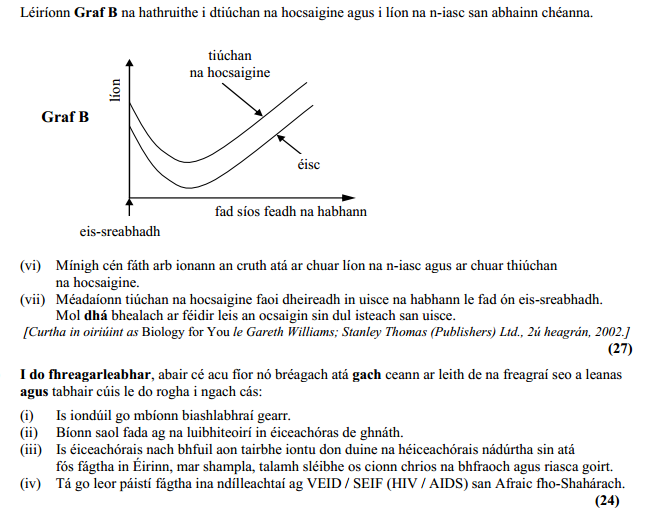 Léiríonn Graf B na hathruithe i dtiúchan na hocsaigine agus i líon na n-iasc san abhainn chéanna.
tiúchan
na hocsaigine
líon
Graf B
éisc
fad síos feadh na habhann
eis-sreabhadh
(vi) Mínigh cén fáth arb ionann an cruth atá ar chuar líon na n-iasc agus ar chuar thiúchan
na hocsaigine.
(vii) Méadaíonn tiúchan na hocsaigine faoi dheireadh in uisce na habhann le fad ón eis-sreabhadh.
Mol dhá bhealach ar féidir leis an ocsaigin sin dul isteach san uisce.
[Curtha in oiriúint as Biology for You le Gareth Williams; Stanley Thomas (Publishers) Ltd., 2ú heagrán, 2002.]
(27)
I do fhreagarleabhar, abair cé acu fíor nó bréagach atá gach ceann ar leith de na freagraí seo a leanas
agus tabhair cúis le do rogha i ngach cás:
(i) Is iondúil go mbíonn biashlabhraí gearr.
(ii) Bíonn saol fada ag na luibhiteoirí in éiceachóras de ghnáth.
(iii) Is éiceachórais nach bhfuil aon tairbhe iontu don duine na héiceachórais nádúrtha sin atá
fós fágtha in Éirinn, mar shampla, talamh sléibhe os cionn chrios na bhfraoch agus riasca goirt.
(iv) Tá go leor páistí fágtha ina ndílleachtaí ag VEID / SEIF (HIV / AIDS) san Afraic fho-Shahárach.
(24)